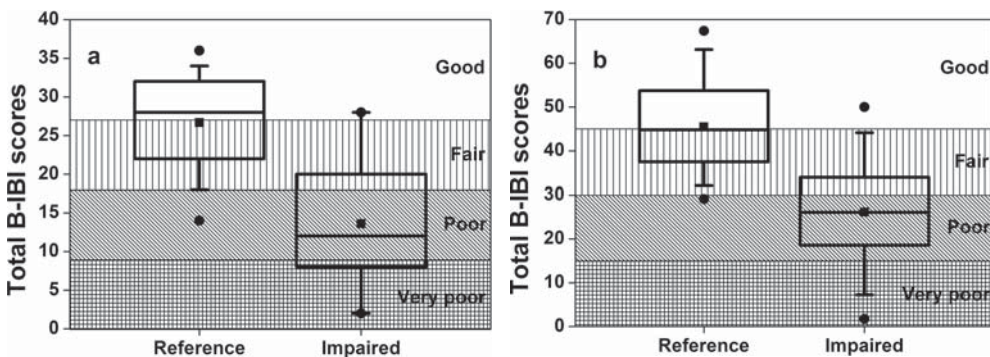 40
35
30
25
20
15
10
5
0
Total B-IBI scores
a
Good
Fair
Poor
Very poor
Reference Impaired
70
60
50
40
30
20
10
0
Total B-IBI scores
b
Good
Fair
Poor
Very poor
Reference Impaired